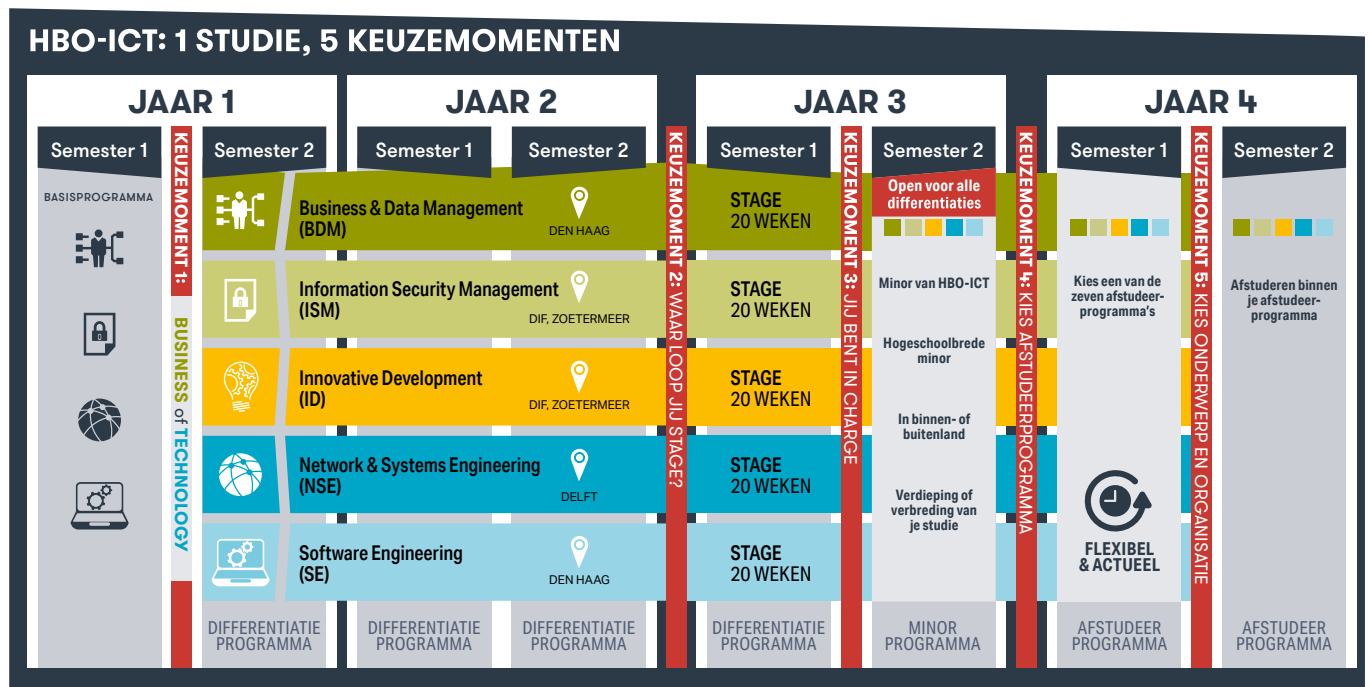 HBO-ICT: 1 STUDIE, 5 KEUZEMOMENTEN
JAAR 1
Semester 1
BASISPROGRAMMA
KEUZEMOMENT 1:
BUSINESS of TECHNOLOGY
Semester 2
DIFFERENTIATIE
PROGRAMMA
JAAR 2
Semester 1
Semester 2
Business & Data Management
(BDM)
DEN HAAG
Information Security Management
(ISM)
DIF, ZOETERMEER
Innovative Development
(ID)
DIF, ZOETERMEER
Network & Systems Engineering
(NSE)
DELFT
Software Engineering
(SE)
DEN HAAG
DIFFERENTIATIE
PROGRAMMA
DIFFERENTIATIE
PROGRAMMA
KEUZEMOMENT 2: WAAR LOOP JIJ STAGE?
JAAR 3
Semester 1
STAGE
20 WEKEN
STAGE
20 WEKEN
STAGE
20 WEKEN
STAGE
20 WEKEN
STAGE
20 WEKEN
DIFFERENTIATIE
PROGRAMMA
KEUZEMOMENT 3: JIJ BENT IN CHARGE
Semester 2
Open voor alle
differentiaties
Minor van HBO-ICT
Hogeschoolbrede
minor
In binnen- of
buitenland
Verdieping of
verbreding van
je studie
MINOR
PROGRAMMA
KEUZEMOMENT 4: KIES AFSTUDEERPROGRAMMA
JAAR 4
Semester 1
Kies een van de
zeven afstudeer-
programma's
FLEXIBEL
& ACTUEEL
AFSTUDEER
PROGRAMMA
KEUZEMOMENT 5: KIES ONDERWERP EN ORGANISATIE
Semester 2
Afstuderen binnen
je afstudeer-
programma
AFSTUDEER
PROGRAMMA